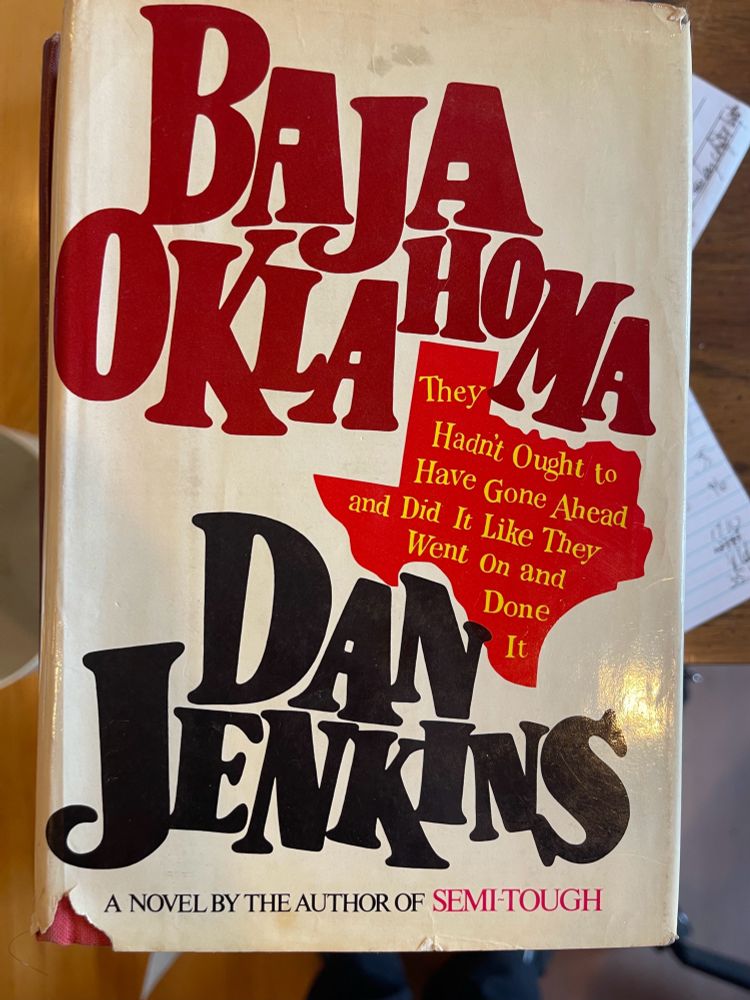 BAJA
OKLAHOMA
They
Hadn't Ought to
Have Gone Ahead
and Did It Like They
Went On and
Done
It
DAN
JENKINS
A NOVEL BY THE AUTHOR OF SEMI-TOUGH